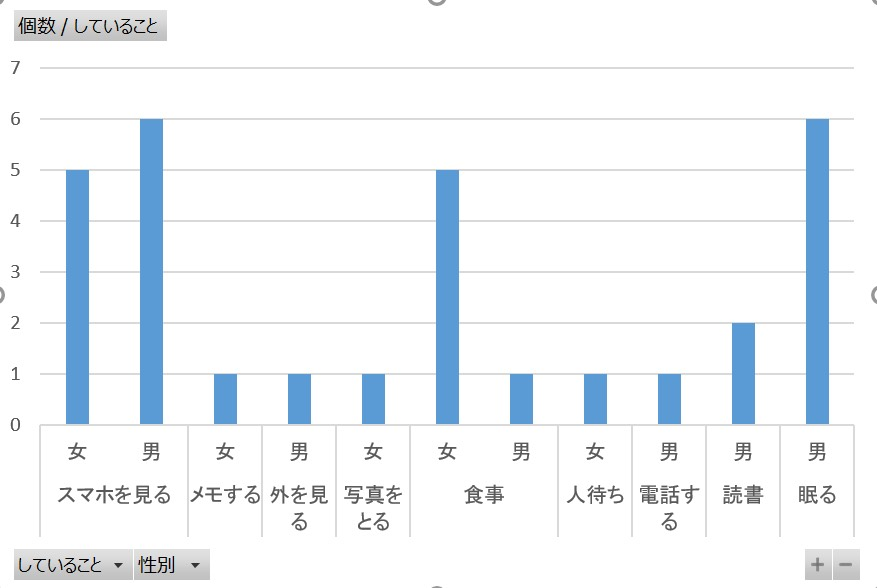 個数 / していること
7
6
5
4
3
2
1
0
女 男 女 男 女 女 男 女 男 男 男
スマホを見る メモする 外を見る 写真をとる 食事 人待ち 電話する 読書 眠る
していること 性別
+ −